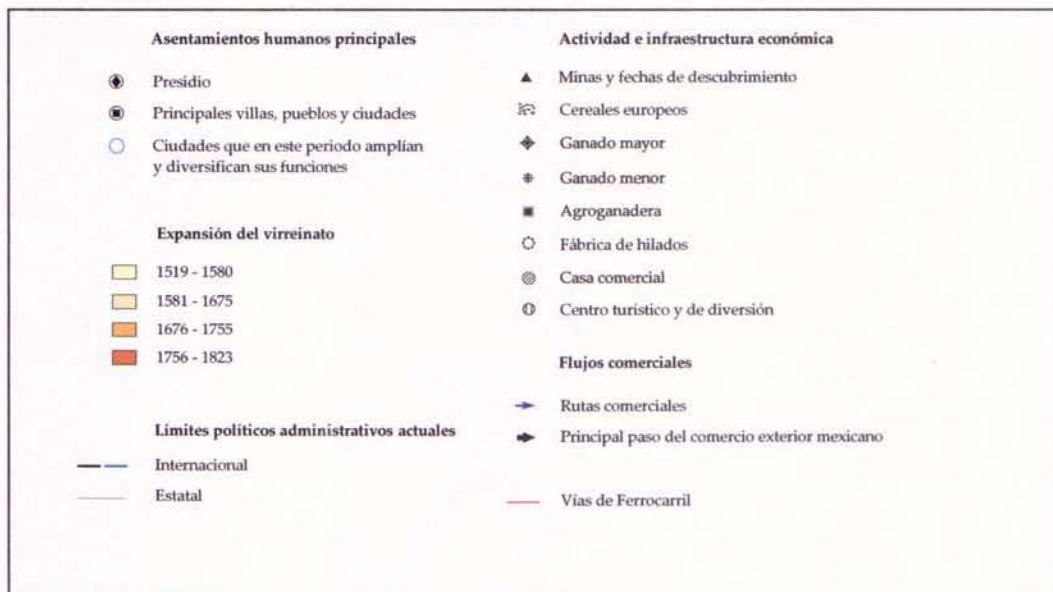 Asentamientos humanos principales
Presidio
Principales villas, pueblos y ciudades
Ciudades que en este periodo amplían
y diversifican sus funciones
Expansión del virreinato
1519 - 1580
1581 - 1675
1676 - 1755
1756 - 1823
Límites políticos administrativos actuales
Internacional
Estatal
Actividad e infraestructura económica
Minas y fechas de descubrimiento
Cereales europeos
Ganado mayor
Ganado menor
Agroganadera
Fábrica de hilados
Casa comercial
Centro turístico y de diversión
Flujos comerciales
Rutas comerciales
Principal paso del comercio exterior mexicano
Vías de Ferrocarril